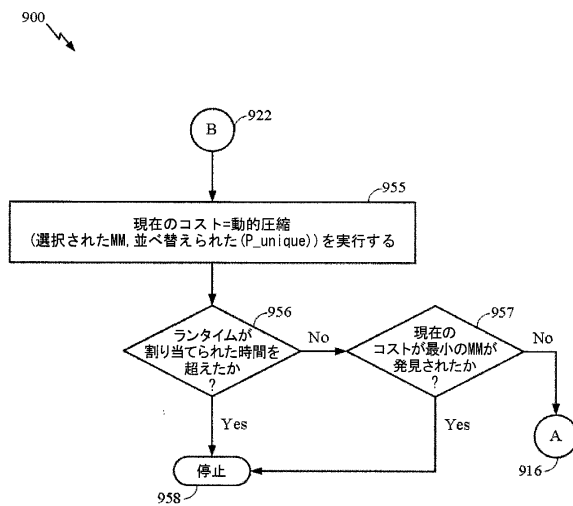 900
B
922
955
現在のコスト=動的圧縮
(選択されたMM,並べ替えられた(P_unique))を実行する
956
ランタイムが
割り当てられた時間を
超えたか
?
No
957
現在の
コストが最小のMMが
発見されたか
?
No
Yes
Yes
A
916
停止
958